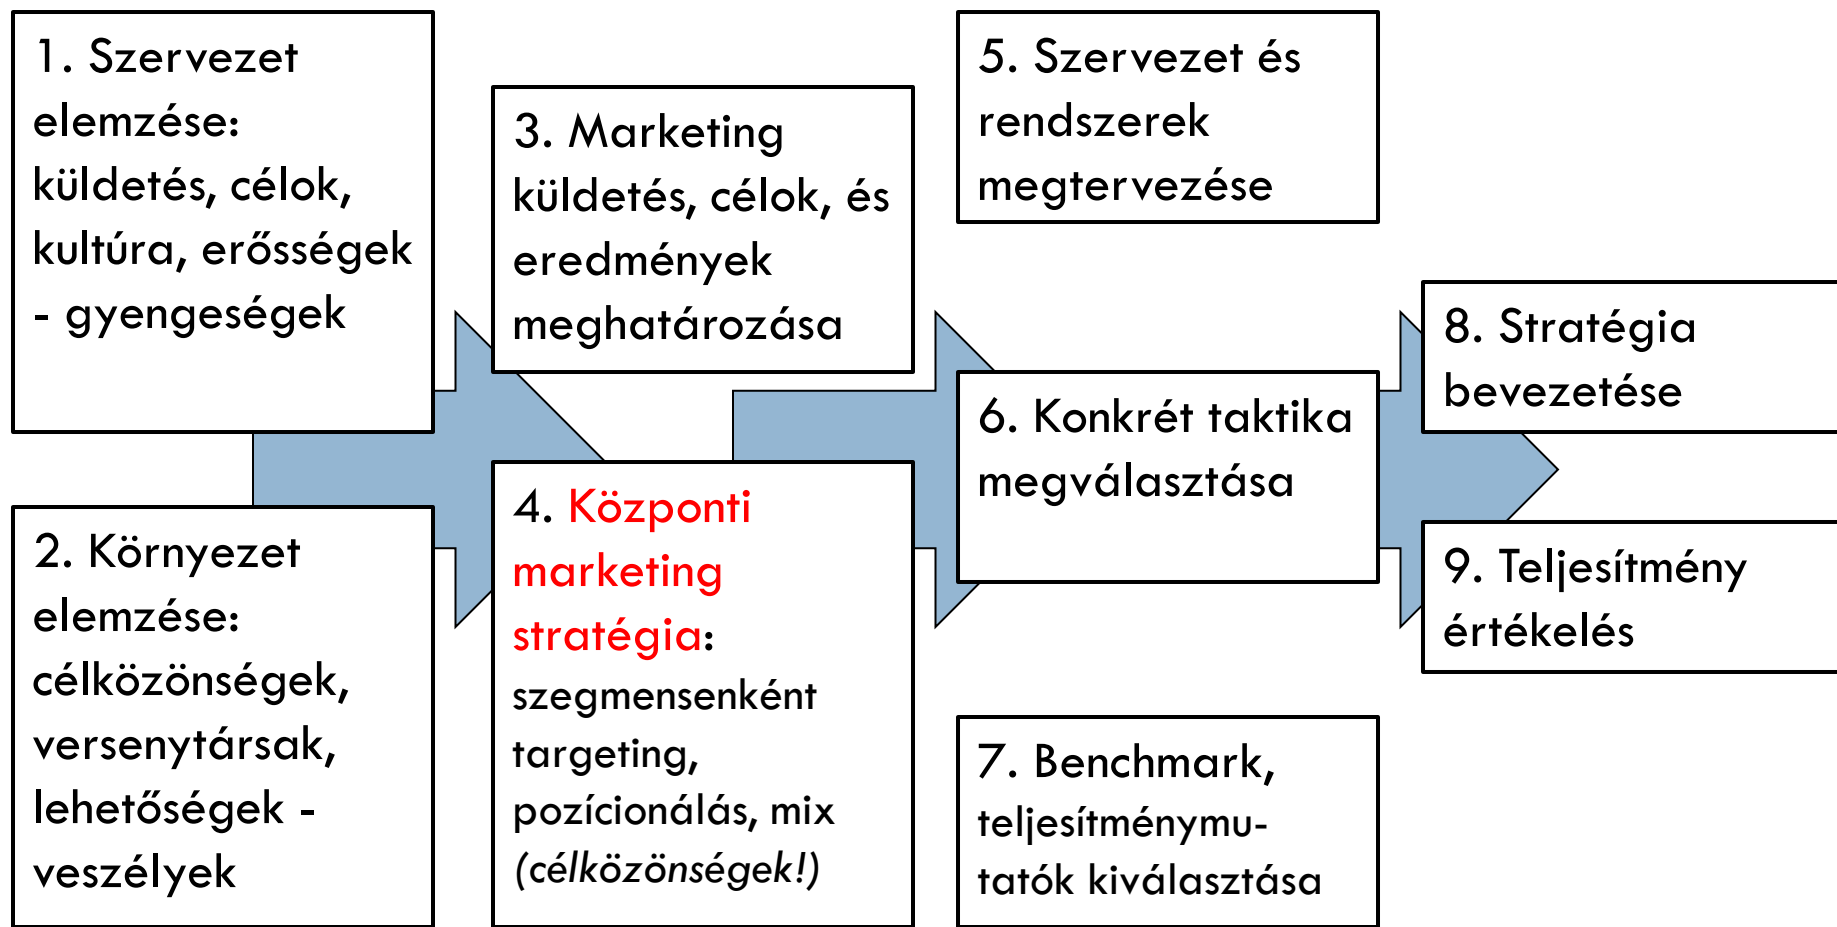 1. Szervezet
elemzése:
küldetés, célok,
kultúra, erősségek
- gyengeségek
2. Környezet
elemzése:
célközönségek,
versenytársak,
lehetőségek -
veszélyek
3. Marketing
küldetés, célok, és
eredmények
meghatározása
4. Központi
marketing
stratégia:
szegmensenként
targeting,
pozícionálás, mix
(célközönségek!)
5. Szervezet és
rendszerek
megtervezése
6. Konkrét taktika
megválasztása
7. Benchmark,
teljesítménymu-
tatók kiválasztása
8. Stratégia
bevezetése
9. Teljesítmény
értékelés